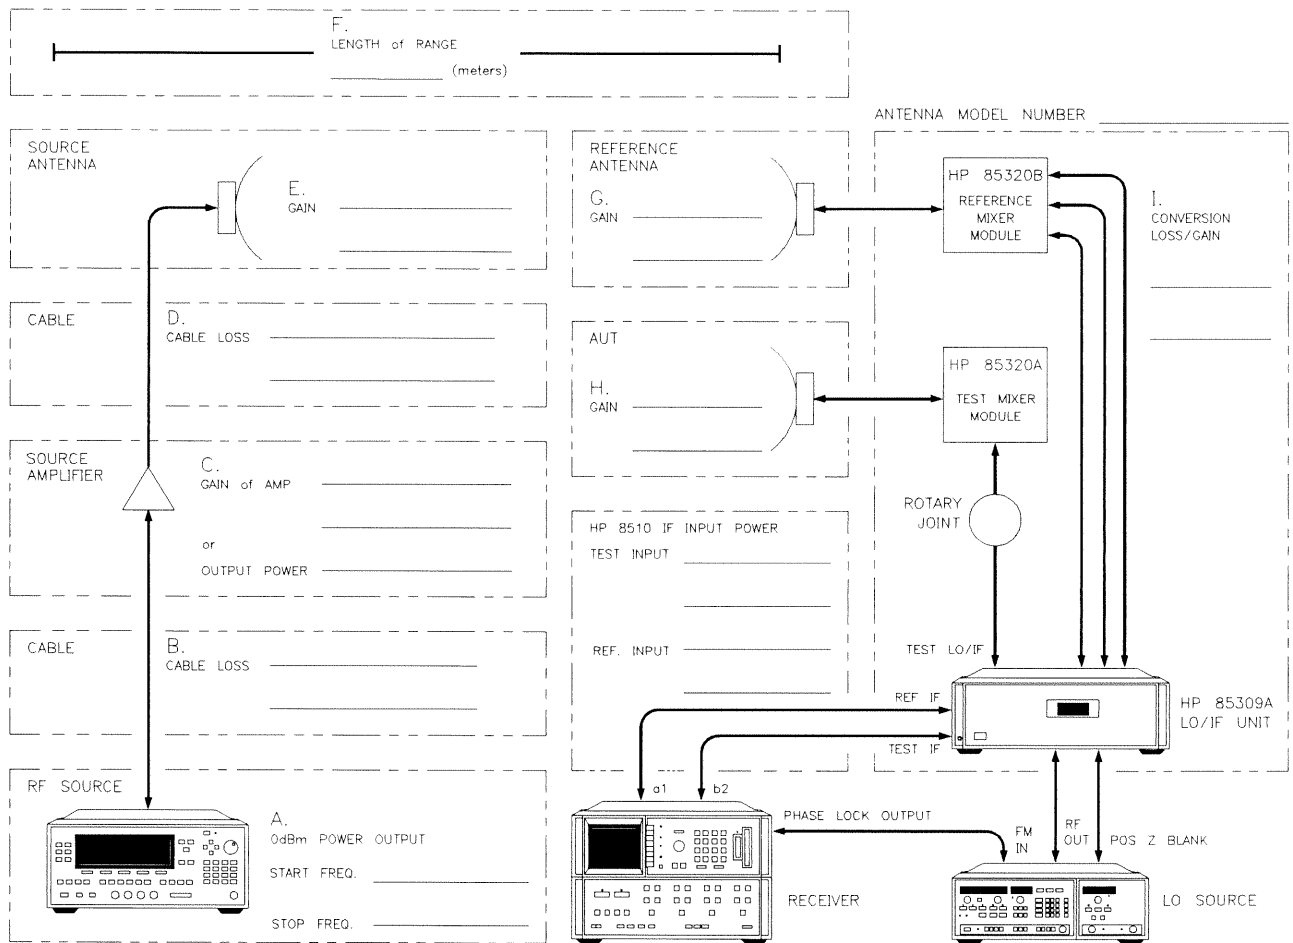 F.
LENGTH of RANGE
(meters)
ANTENNA MODEL NUMBER
SOURCE
ANTENNA
E.
GAIN
REFERENCE
ANTENNA
G.
GAIN
HP 85320B
REFERENCE
MIXER
MODULE
I.
CONVERSION
LOSS/GAIN
CABLE
D.
CABLE LOSS
AUT
H.
GAIN
HP 85320A
TEST MIXER
MODULE
SOURCE
AMPLIFIER
C.
GAIN of AMP
or
OUTPUT POWER
ROTARY
JOINT
HP 8510 IF INPUT POWER
TEST INPUT
REF. INPUT
CABLE
B.
CABLE LOSS
TEST LO/IF
REF IF
TEST IF
HP 85309A
LO/IF UNIT
RF SOURCE
A.
0dBm POWER OUTPUT
START FREQ.
STOP FREQ.
a1
b2
PHASE LOCK OUTPUT
FM
IN
RF
OUT
POS Z BLANK
RECEIVER
LO SOURCE